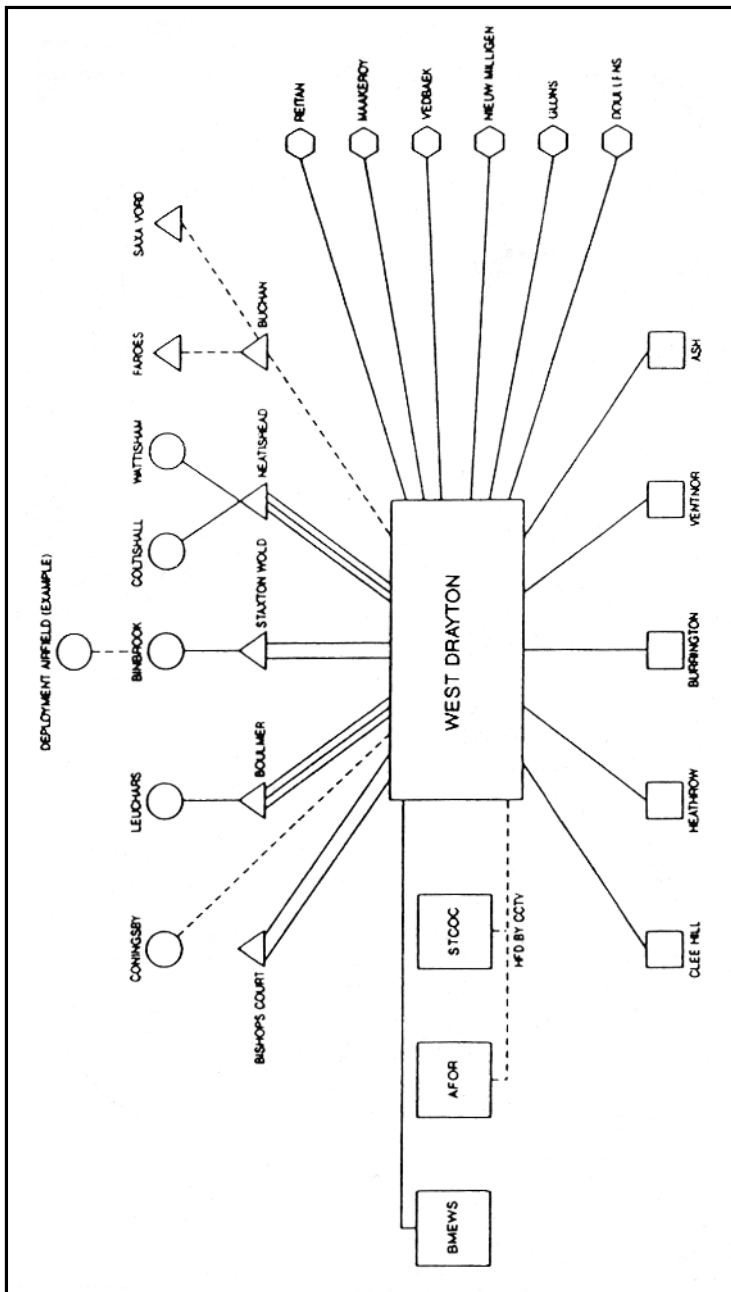 DEPLOYMENT AIRFIELD (EXAMPLE)
CONINGSBY
LEUCHARS
BINBROOK
COLTISHALL
WATTISHAM
FAROES
SAXA VORD
BISHOPS COURT
BOULMER
STAXTON WOLD
NEATISHEAD
BUCHAN
REITAN
MAAKEROY
VEDBAEK
NIEUW MILLIGEN
GLONS
DOULLENS
BMEWS
AFOR
STCOC
HFD BY CCTV
WEST DRAYTON
CLEE HILL
HEATHROW
BURRINGTON
VENTNOR
ASH